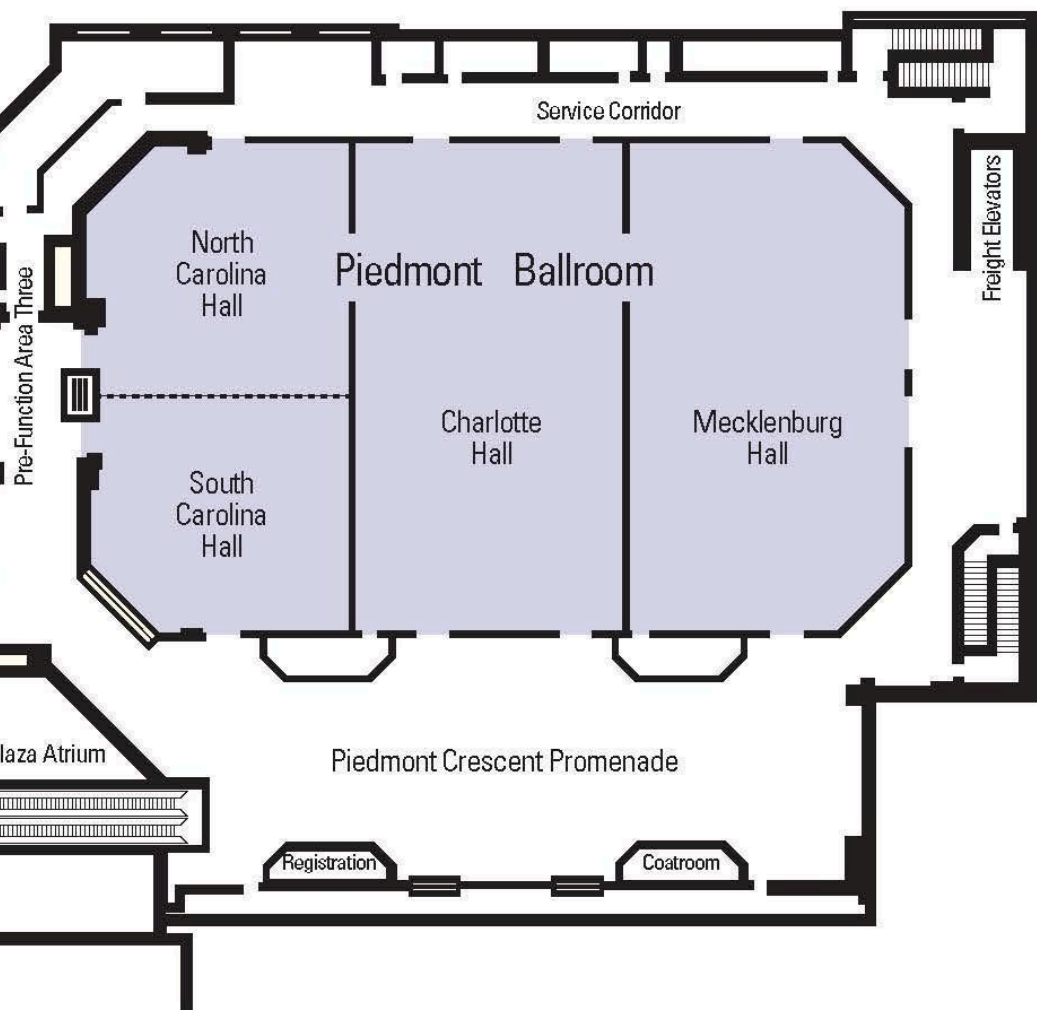 Service Corridor
Freight Elevators
North
Carolina
Hall
Piedmont Ballroom
Pre-Function Area Three
Charlotte
Hall
Mecklenburg
Hall
South
Carolina
Hall
laza Atrium
Piedmont Crescent Promenade
Registration
Coatroom